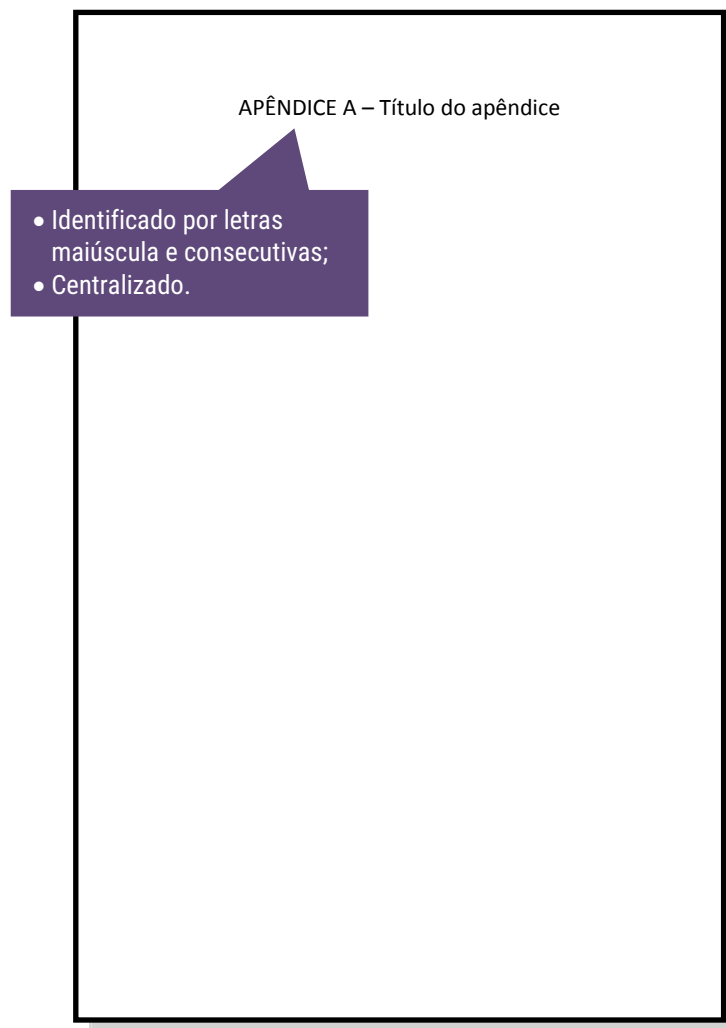 APÊNDICE A – Título do apêndice
• Identificado por letras
maiúscula e consecutivas;
• Centralizado.